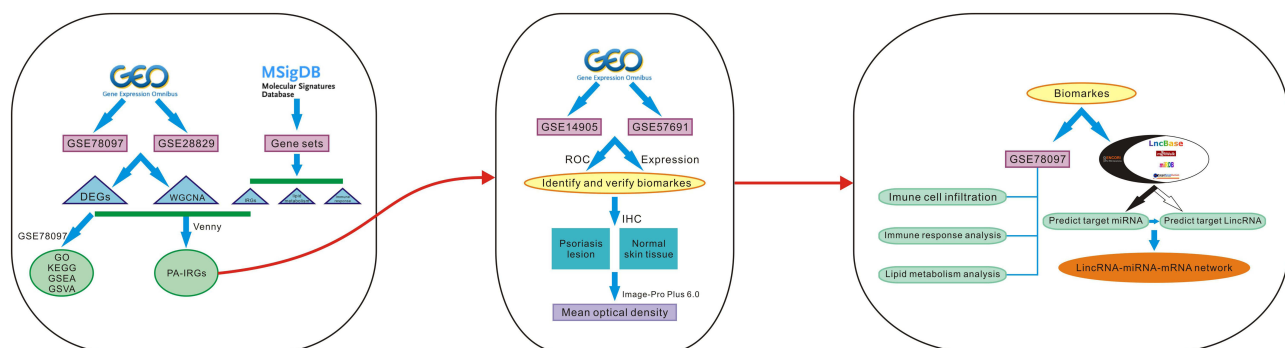 GEO
Gene Expression Omnibus
MSigDB
Molecular Signatures
Database
GSE78097
GSE28829
Gene sets
DEGs
WGCNA
IRGs
GSE78097
Venny
GO
KEGG
GSEA
GSVA
PA-IRGs
GEO
Gene Expression Omnibus
GSE14905
GSE57691
ROC
Expression
Identify and verify biomarkes
IHC
Psoriasis
lesion
Normal
skin tissue
Image-Pro Plus 6.0
Mean optical density
Biomarkes
GSE78097
LncBase
miRDB
Imune cell infiltration
Immune response analysis
Lipid metabolism analysis
Predict target miRNA
Predict target LincRNA
LincRNA-miRNA-mRNA network